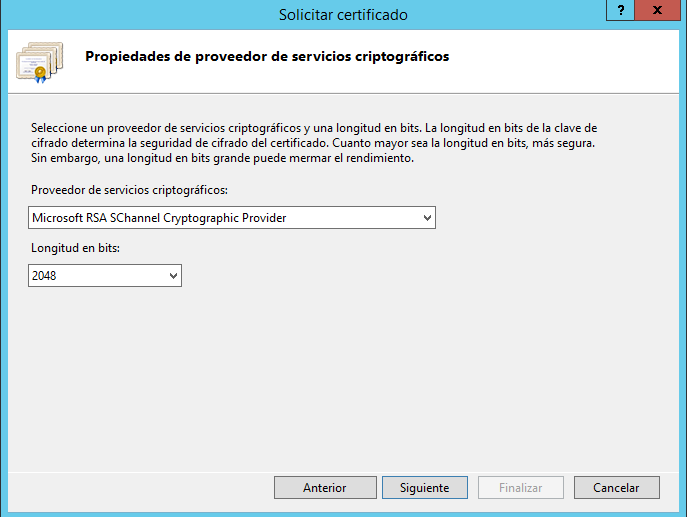 Solicitar certificado
?
x
Propiedades de proveedor de servicios criptográficos
Seleccione un proveedor de servicios criptográficos y una longitud en bits. La longitud en bits de la clave de
cifrado determina la seguridad de cifrado del certificado. Cuanto mayor sea la longitud en bits, más segura.
Sin embargo, una longitud en bits grande puede mermar el rendimiento.
Proveedor de servicios criptográficos:
Microsoft RSA SChannel Cryptographic Provider
Longitud en bits:
2048
Anterior
Siguiente
Finalizar
Cancelar